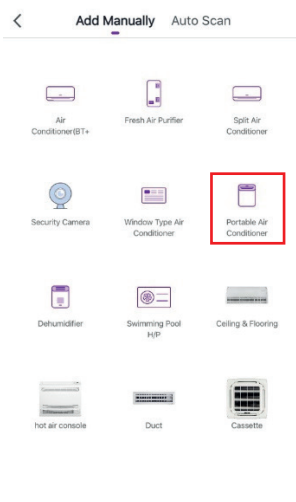 Add Manually Auto Scan
Air
Conditioner(BT+
Fresh Air Purifier
Split Air
Conditioner
Security Camera
Window Type Air
Conditioner
Portable Air
Conditioner
Dehumidifier
Swimming Pool
H/P
Ceiling & Flooring
hot air console
Duct
Cassette